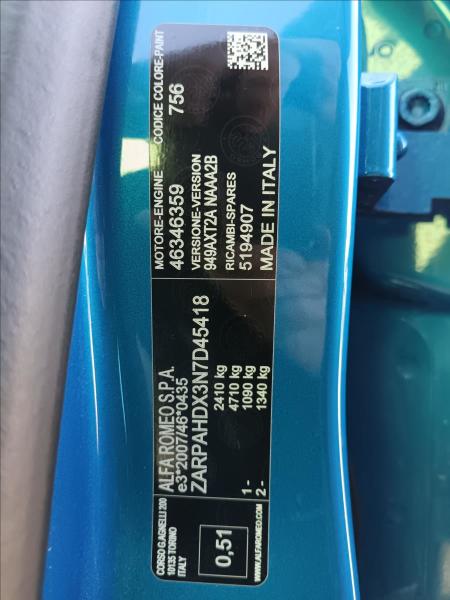 CORSO G.AGNELLI 200
10135 TORINO
ITALY
0,51
WWW.ALFAROMEO.COM
ALFA ROMEO S.P.A.
e3*2007/46*0435
ZARPAHDX3N7D45418
2410 kg
4710 kg
1- 1090 kg
2- 1340 kg
MOTORE-ENGINE CODICE COLORE-PAINT
46346359 756
VERSIONE-VERSION
949AXT2A NAAA2B
RICAMBI-SPARES
5194907
MADE IN ITALY